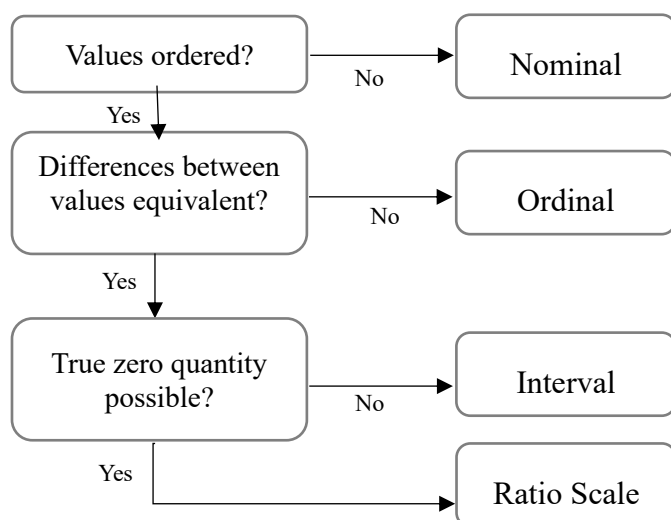 Values ordered?
No
Nominal
Yes
Differences between
values equivalent?
No
Ordinal
Yes
True zero quantity
possible?
No
Interval
Yes
Ratio Scale